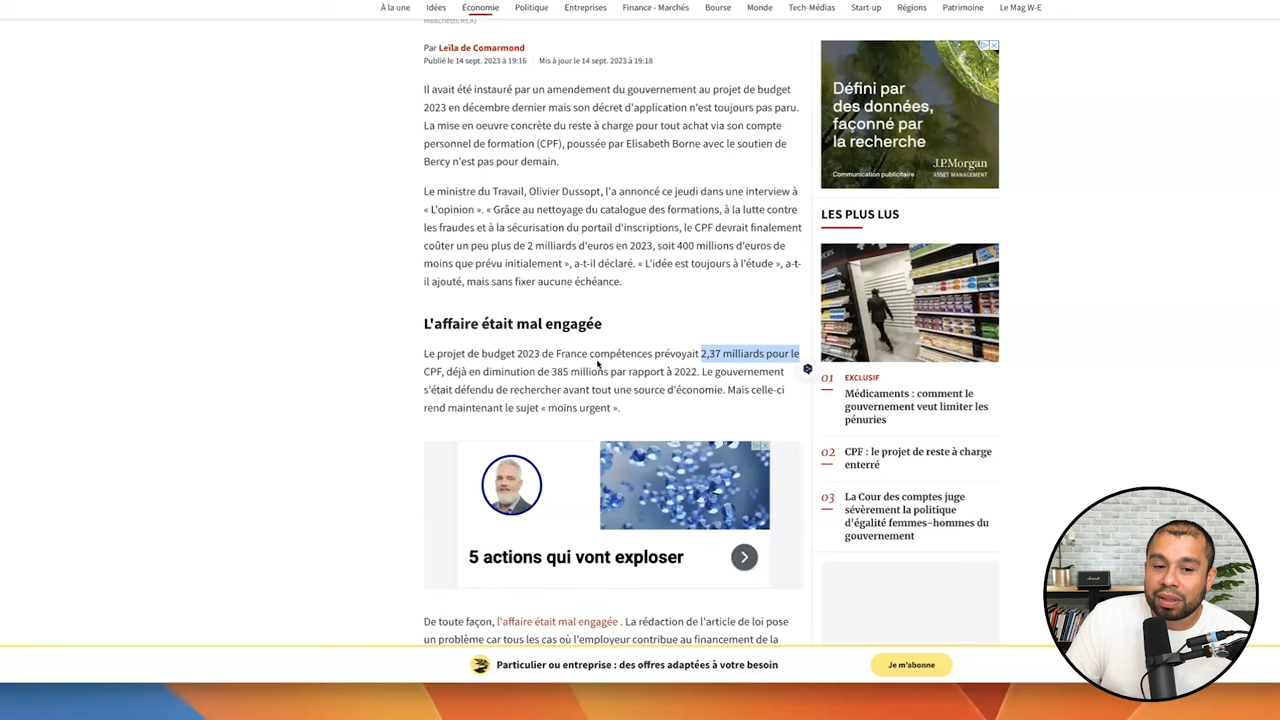 À la une Idées Économie Politique Entreprises Finance - Marchés Bourse Monde Tech-Médias Start-up Régions Patrimoine Le Mag W-E
Moschetti/REA)
Par Leïla de Comarmond
Publié le 14 sept. 2023 à 19:16 Mis à jour le 14 sept. 2023 à 19:18
Il avait été instauré par un amendement du gouvernement au projet de budget
2023 en décembre dernier mais son décret d'application n'est toujours pas paru.
La mise en oeuvre concrète du reste à charge pour tout achat via son compte
personnel de formation (CPF), poussée par Elisabeth Borne avec le soutien de
Bercy n'est pas pour demain.
Le ministre du Travail, Olivier Dussopt, l'a annoncé ce jeudi dans une interview à
« L'opinion ». « Grâce au nettoyage du catalogue des formations, à la lutte contre
les fraudes et à la sécurisation du portail d'inscriptions, le CPF devrait finalement
coûter un peu plus de 2 milliards d'euros en 2023, soit 400 millions d'euros de
moins que prévu initialement », a-t-il déclaré. « L'idée est toujours à l'étude », a-t-
il ajouté, mais sans fixer aucune échéance.
L'affaire était mal engagée
Le projet de budget 2023 de France compétences prévoyait 2,37 milliards pour le
CPF, déjà en diminution de 385 millions par rapport à 2022. Le gouvernement
s'était défendu de rechercher avant tout une source d'économie. Mais celle-ci
rend maintenant le sujet « moins urgent ».
5 actions qui vont exploser
De toute façon, l'affaire était mal engagée . La rédaction de l'article de loi pose
un problème car tous les cas où l'employeur contribue au financement de la
Défini par
des données,
façonné par
la recherche
J.P.Morgan
ASSET MANAGEMENT
Communication publicitaire
LES PLUS LUS
01 EXCLUSIF
Médicaments : comment le
gouvernement veut limiter les
pénuries
02 CPF : le projet de reste à charge
enterré
03 La Cour des comptes juge
sévèrement la politique
d'égalité femmes-hommes du
gouvernement
Particulier ou entreprise : des offres adaptées à votre besoin
Je m'abonne